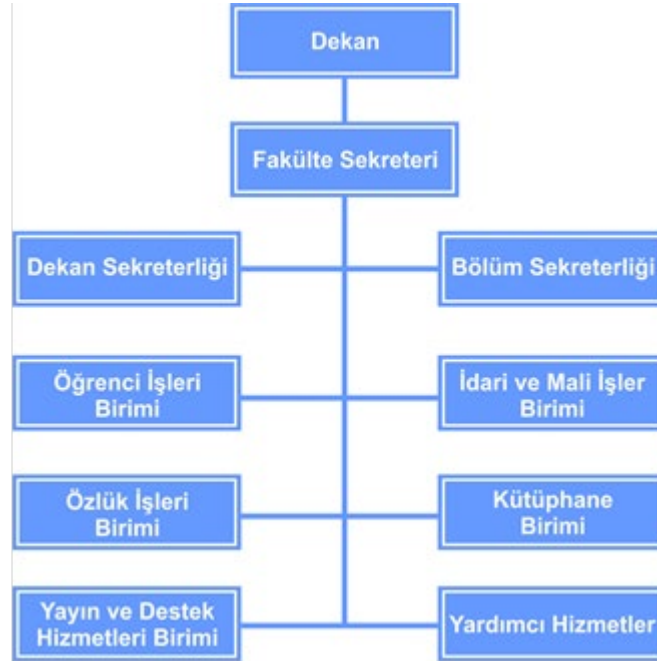 Dekan
Fakülte Sekreteri
Dekan Sekreterliği
Bölüm Sekreterliği
Öğrenci İşleri
Birimi
İdari ve Mali İşler
Birimi
Özlük İşleri
Birimi
Kütüphane
Birimi
Yayın ve Destek
Hizmetleri Birimi
Yardımcı Hizmetler